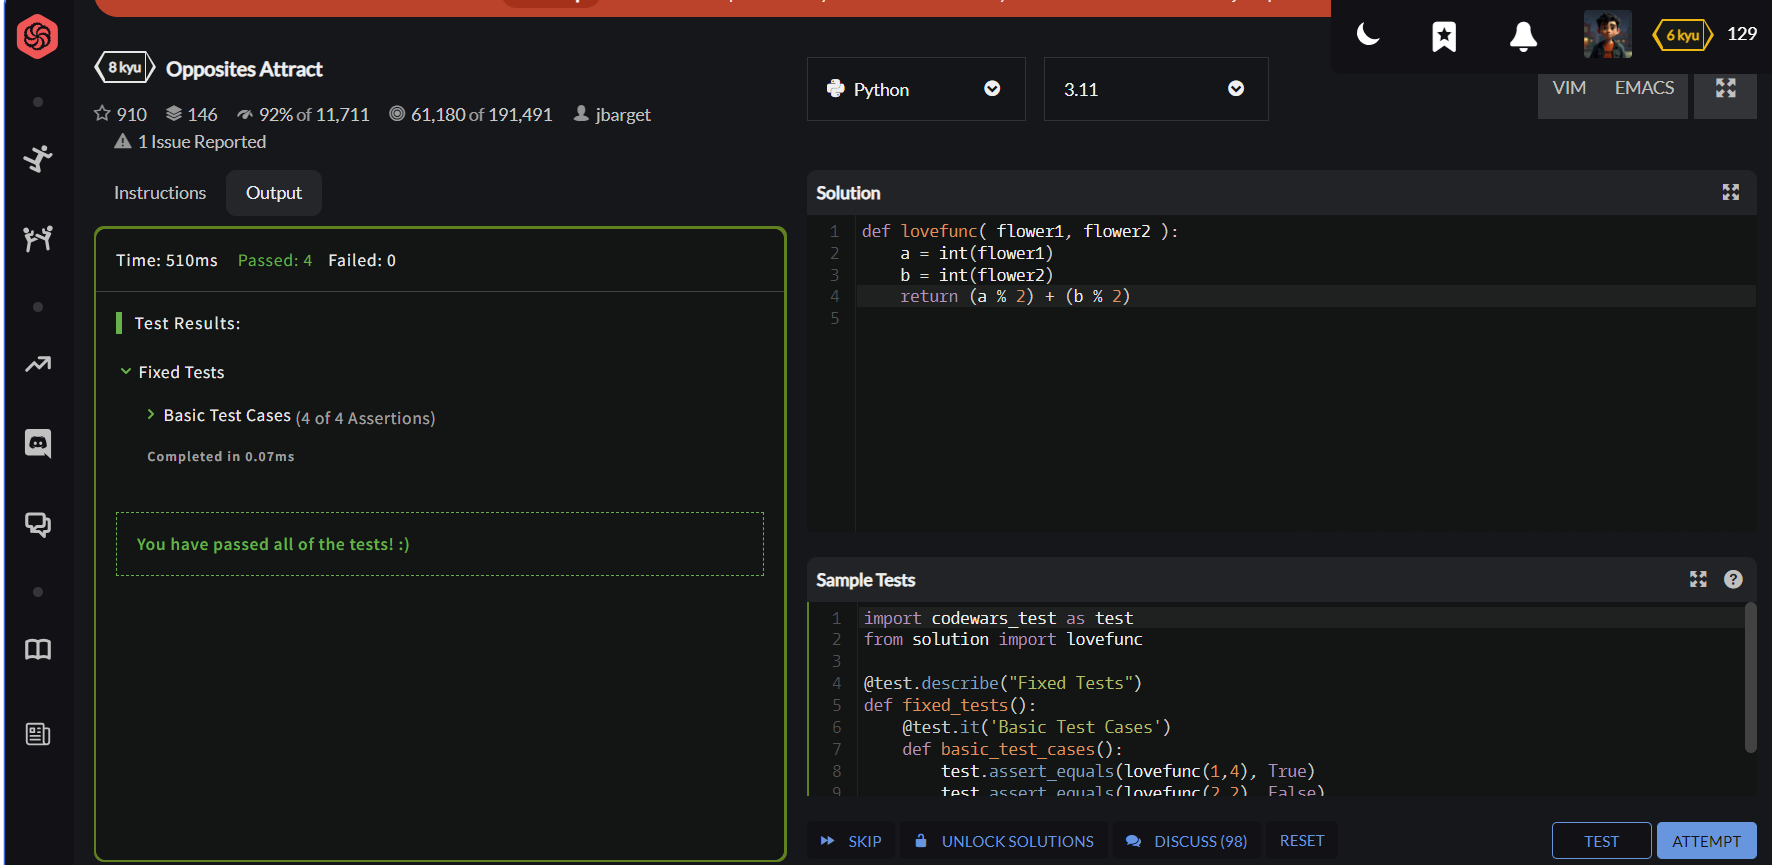 8 kyu Opposites Attract
910 146 92% of 11,711 61,180 of 191,491 jbarget
1 Issue Reported
6 kyu 129
Python 3.11 VIM EMACS
Instructions Output
Time: 510ms Passed: 4 Failed: 0
Test Results:
Fixed Tests
Basic Test Cases (4 of 4 Assertions)
Completed in 0.07ms
You have passed all of the tests! :)
Solution
1 def lovefunc( flower1, flower2 ):
2     a = int(flower1)
3     b = int(flower2)
4     return (a % 2) + (b % 2)
5
Sample Tests
1 import codewars_test as test
2 from solution import lovefunc
3
4 @test.describe("Fixed Tests")
5 def fixed_tests():
6     @test.it('Basic Test Cases')
7     def basic_test_cases():
8         test.assert_equals(lovefunc(1,4), True)
9         test.assert_equals(lovefunc(2,2), False)
SKIP UNLOCK SOLUTIONS DISCUSS (98) RESET TEST ATTEMPT